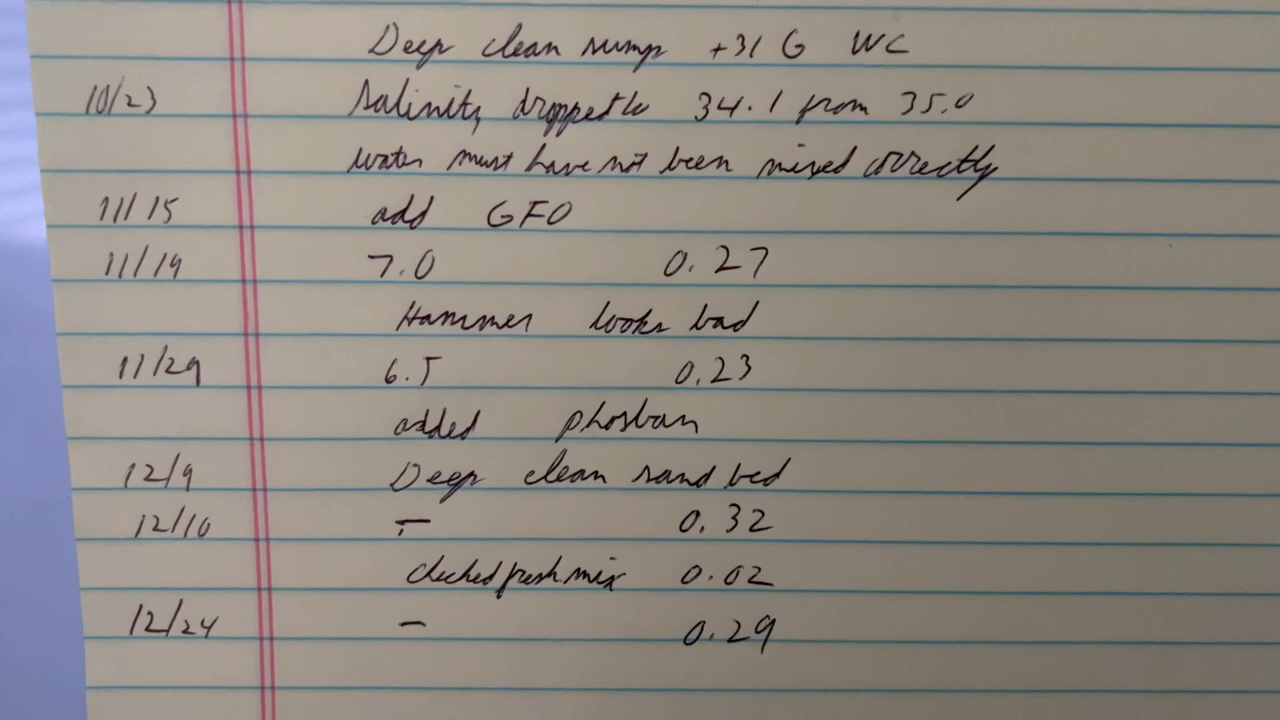 Deep clean sump +31 G WC
10/23 Salinity dropped to 34.1 from 35.0
water must have not been mixed correctly
11/15 add GFO
11/19 7.0 0.27
Hammer looks bad
11/29 6.5 0.23
added phosban
12/9 Deep clean sand bed
12/10 — 0.32
checked fresh mix 0.02
12/24 — 0.29